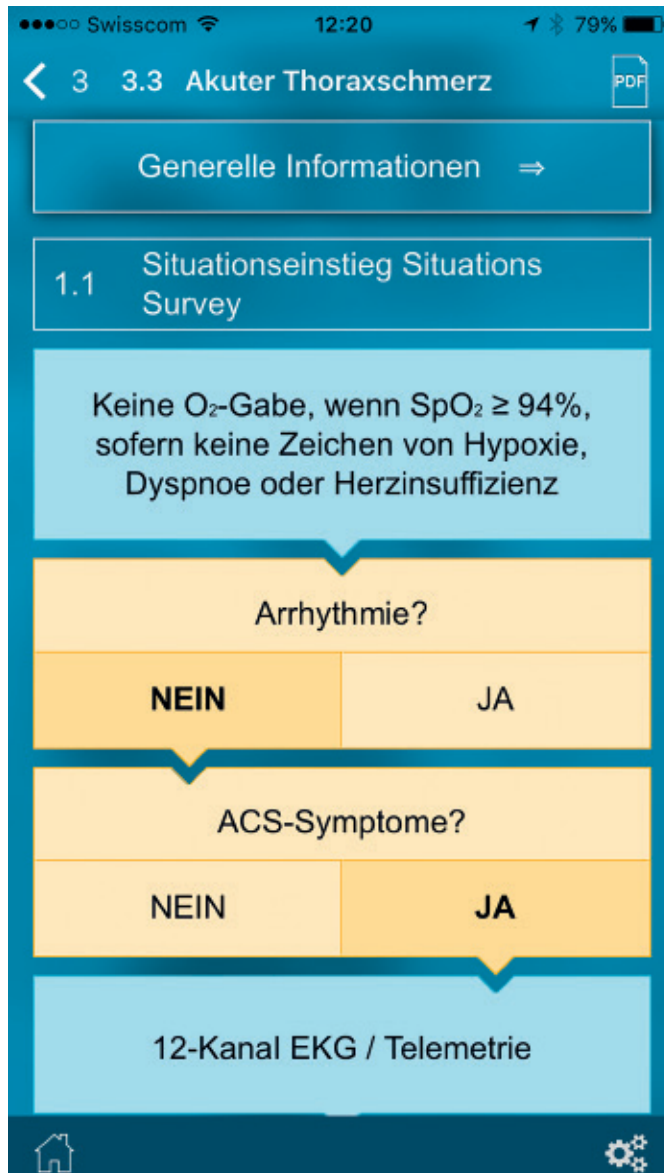 Swisscom 12:20 79%
3 3.3 Akuter Thoraxschmerz PDF
Generelle Informationen ⇒
1.1 Situationseinstieg Situations
Survey
Keine O₂-Gabe, wenn SpO₂ ≥ 94%,
sofern keine Zeichen von Hypoxie,
Dyspnoe oder Herzinsuffizienz
Arrhythmie?
NEIN JA
ACS-Symptome?
NEIN JA
12-Kanal EKG / Telemetrie